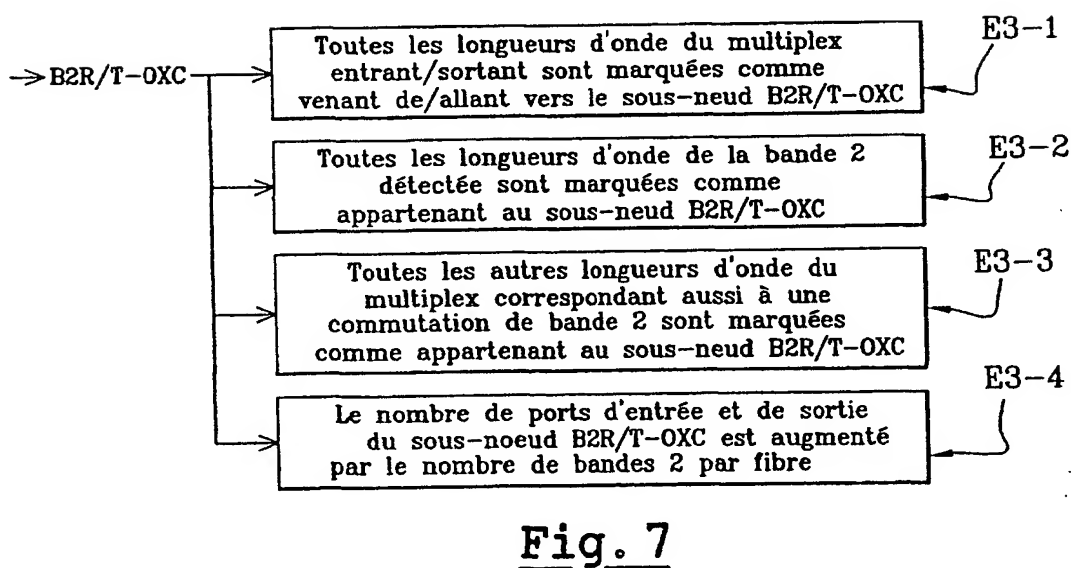 Toutes les longueurs d'onde du multiplex
entrant/sortant sont marquées comme
venant de/allant vers le sous-neud B2R/T-OXC
E3-1
B2R/T-OXC
Toutes les longueurs d'onde de la bande 2
détectée sont marquées comme
appartenant au sous-neud B2R/T-OXC
E3-2
Toutes les autres longueurs d'onde du
multiplex correspondant aussi à une
commutation de bande 2 sont marquées
comme appartenant au sous-neud B2R/T-OXC
E3-3
Le nombre de ports d'entrée et de sortie
du sous-noeud B2R/T-OXC est augmenté
par le nombre de bandes 2 par fibre
E3-4
Fig. 7